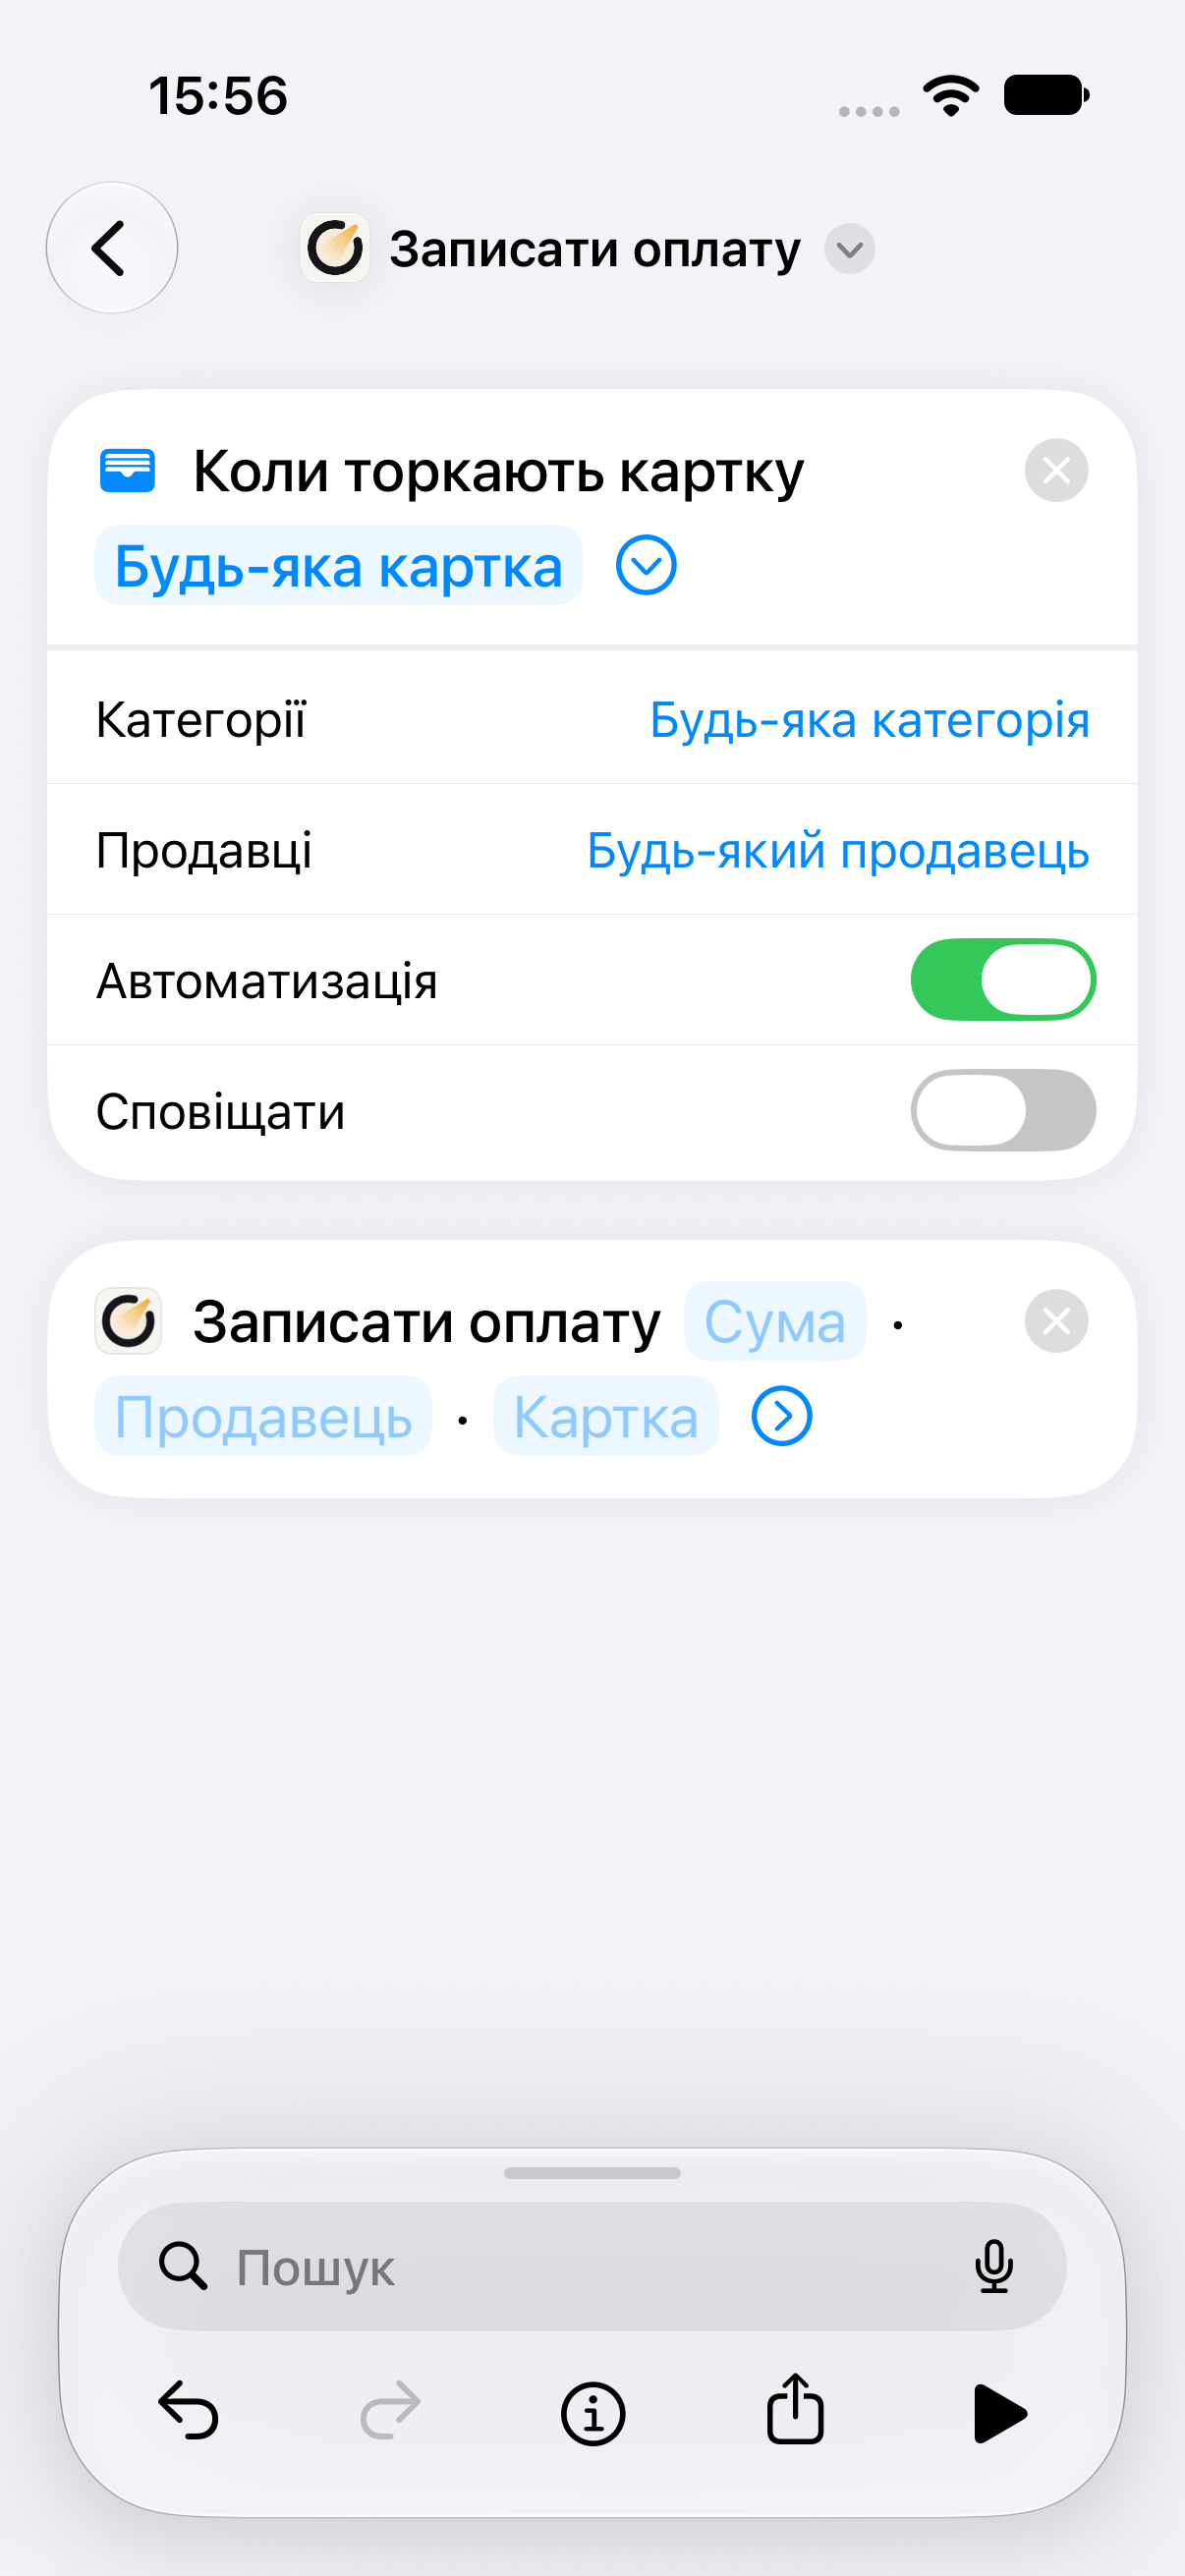 15:56
Записати оплату
Коли торкають картку
Будь-яка картка
Категорії Будь-яка категорія
Продавці Будь-який продавець
Автоматизація
Сповіщати
Записати оплату Сума ·
Продавець · Картка
Пошук